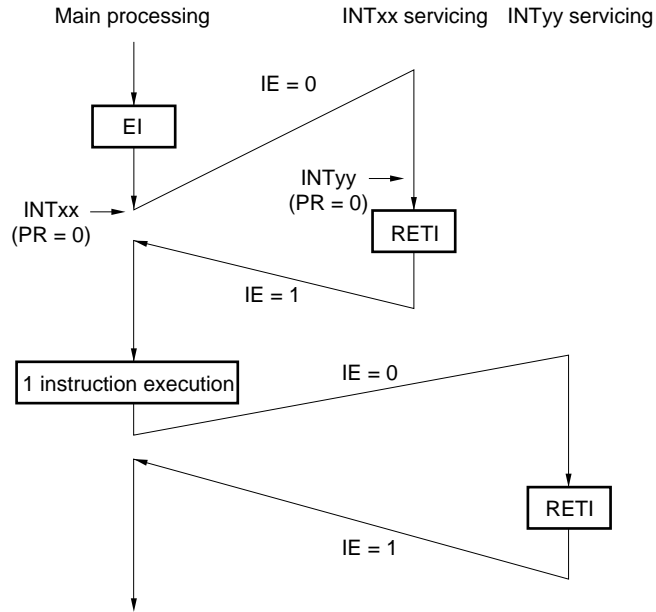 Main processing
INTxx servicing
INTyy servicing
IE = 0
EI
INTyy
(PR = 0)
INTxx
(PR = 0)
RETI
IE = 1
1 instruction execution
IE = 0
RETI
IE = 1